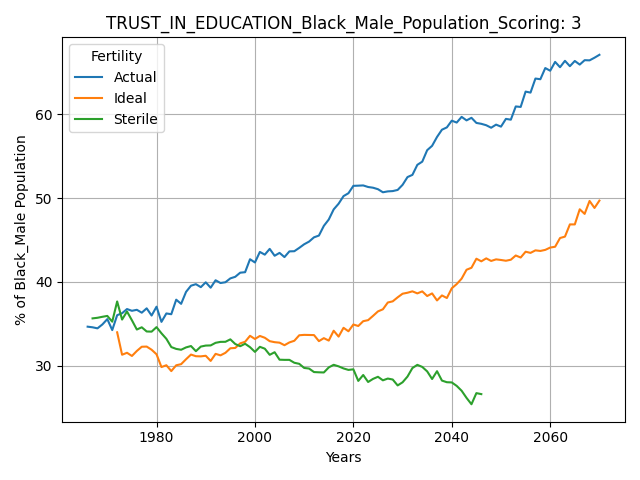 TRUST_IN_EDUCATION_Black_Male_Population_Scoring: 3
Fertility
Actual
Ideal
Sterile
% of Black_Male Population
60
50
40
30
1980
2000
2020
2040
2060
Years